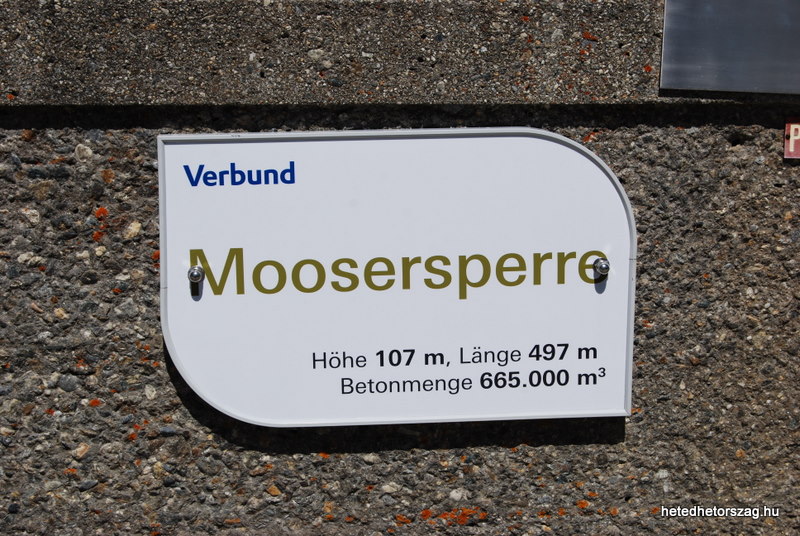 Verbund
Moosersperre
Höhe 107 m, Länge 497 m
Betonmenge 665.000 m³
P
hetedhetorszag.hu